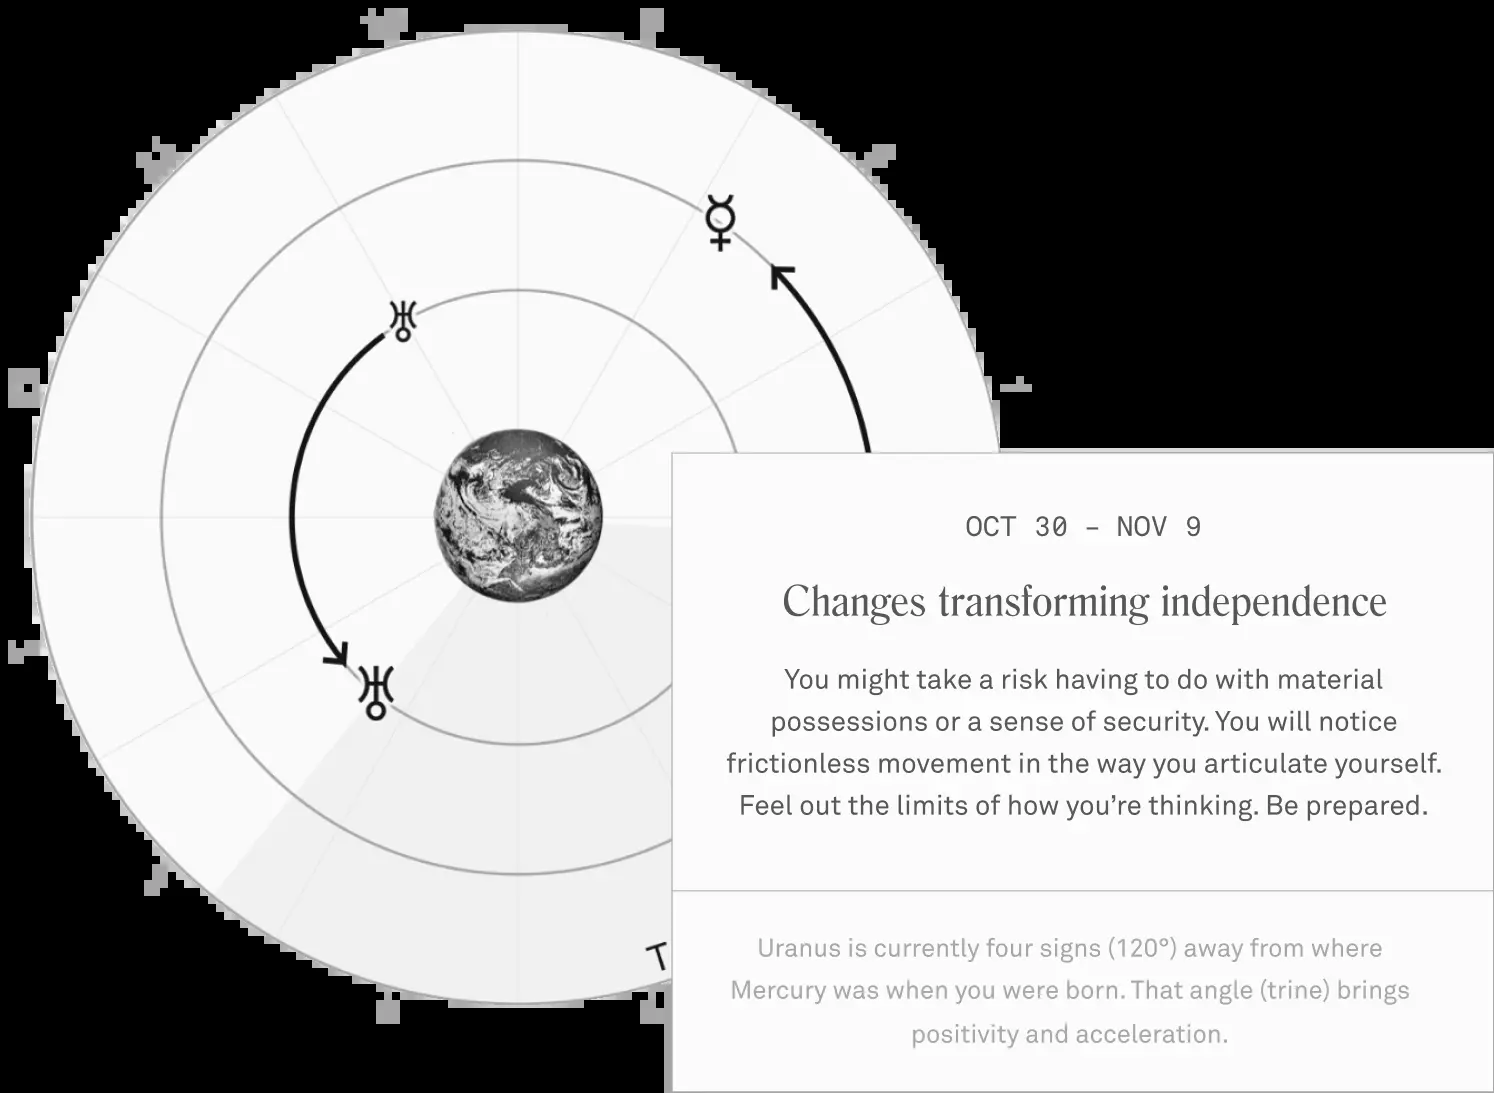 T
OCT 30 – NOV 9
Changes transforming independence
You might take a risk having to do with material
possessions or a sense of security. You will notice
frictionless movement in the way you articulate yourself.
Feel out the limits of how you’re thinking. Be prepared.
Uranus is currently four signs (120°) away from where
Mercury was when you were born. That angle (trine) brings
positivity and acceleration.